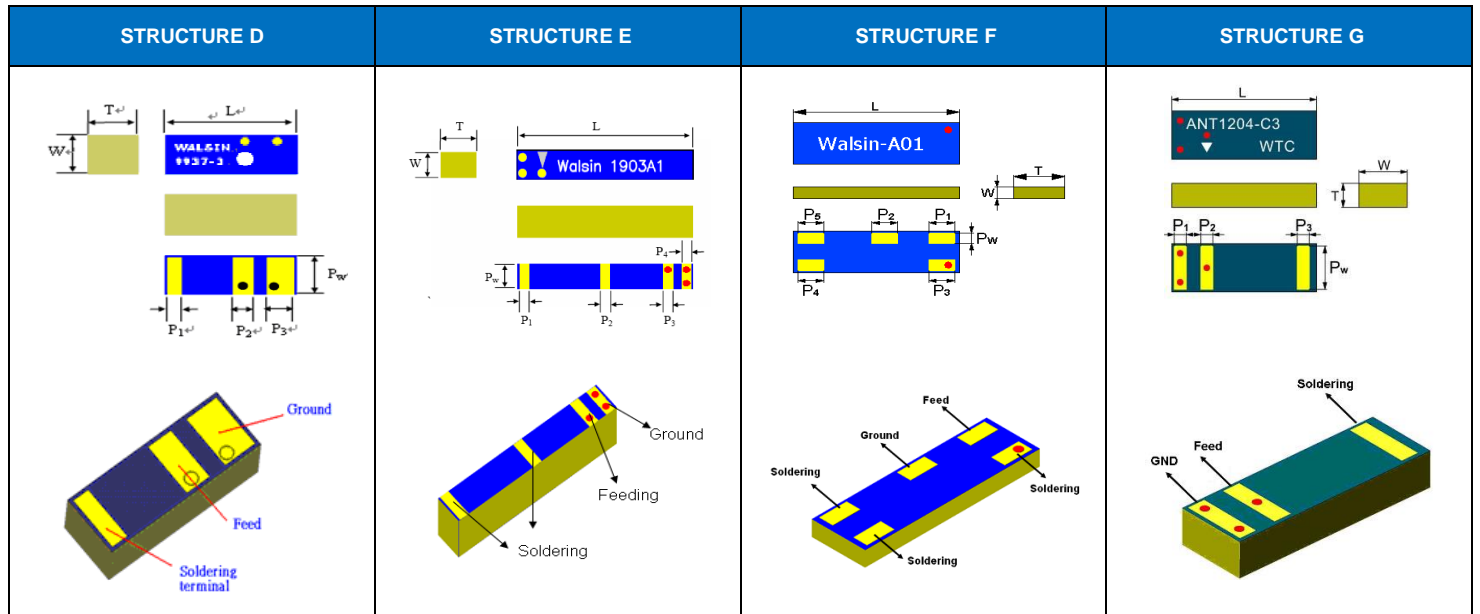 STRUCTURE D
STRUCTURE E
STRUCTURE F
STRUCTURE G
T↵
↵ L↵
W↵
WALSIN
9937-3
PW↵
P1↵
P2↵
P3↵
Ground
Feed
Soldering
terminal
T
L
W
Walsin 1903A1
P4
Pw
P1
P2
P3
Ground
Feeding
Soldering
L
Walsin-A01
W
T
P5
P2
P1
PW
P4
P3
Feed
Ground
Soldering
Soldering
Soldering
L
ANT1204-C3
WTC
W
T
P1
P2
P3
Pw
Soldering
Feed
GND